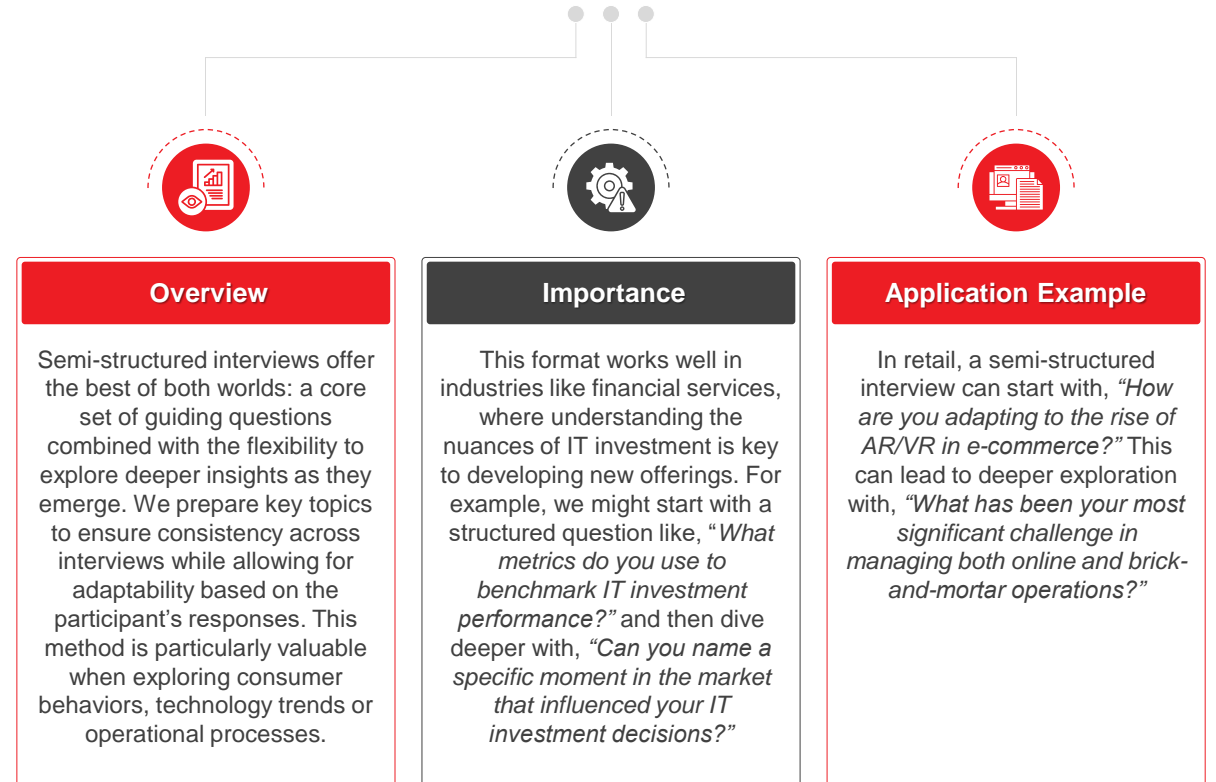 Overview
Semi-structured interviews offer
the best of both worlds: a core
set of guiding questions
combined with the flexibility to
explore deeper insights as they
emerge. We prepare key topics
to ensure consistency across
interviews while allowing for
adaptability based on the
participant’s responses. This
method is particularly valuable
when exploring consumer
behaviors, technology trends or
operational processes.
Importance
This format works well in
industries like financial services,
where understanding the
nuances of IT investment is key
to developing new offerings. For
example, we might start with a
structured question like, “What
metrics do you use to
benchmark IT investment
performance?” and then dive
deeper with, “Can you name a
specific moment in the market
that influenced your IT
investment decisions?”
Application Example
In retail, a semi-structured
interview can start with, “How
are you adapting to the rise of
AR/VR in e-commerce?” This
can lead to deeper exploration
with, “What has been your most
significant challenge in
managing both online and brick-
and-mortar operations?”